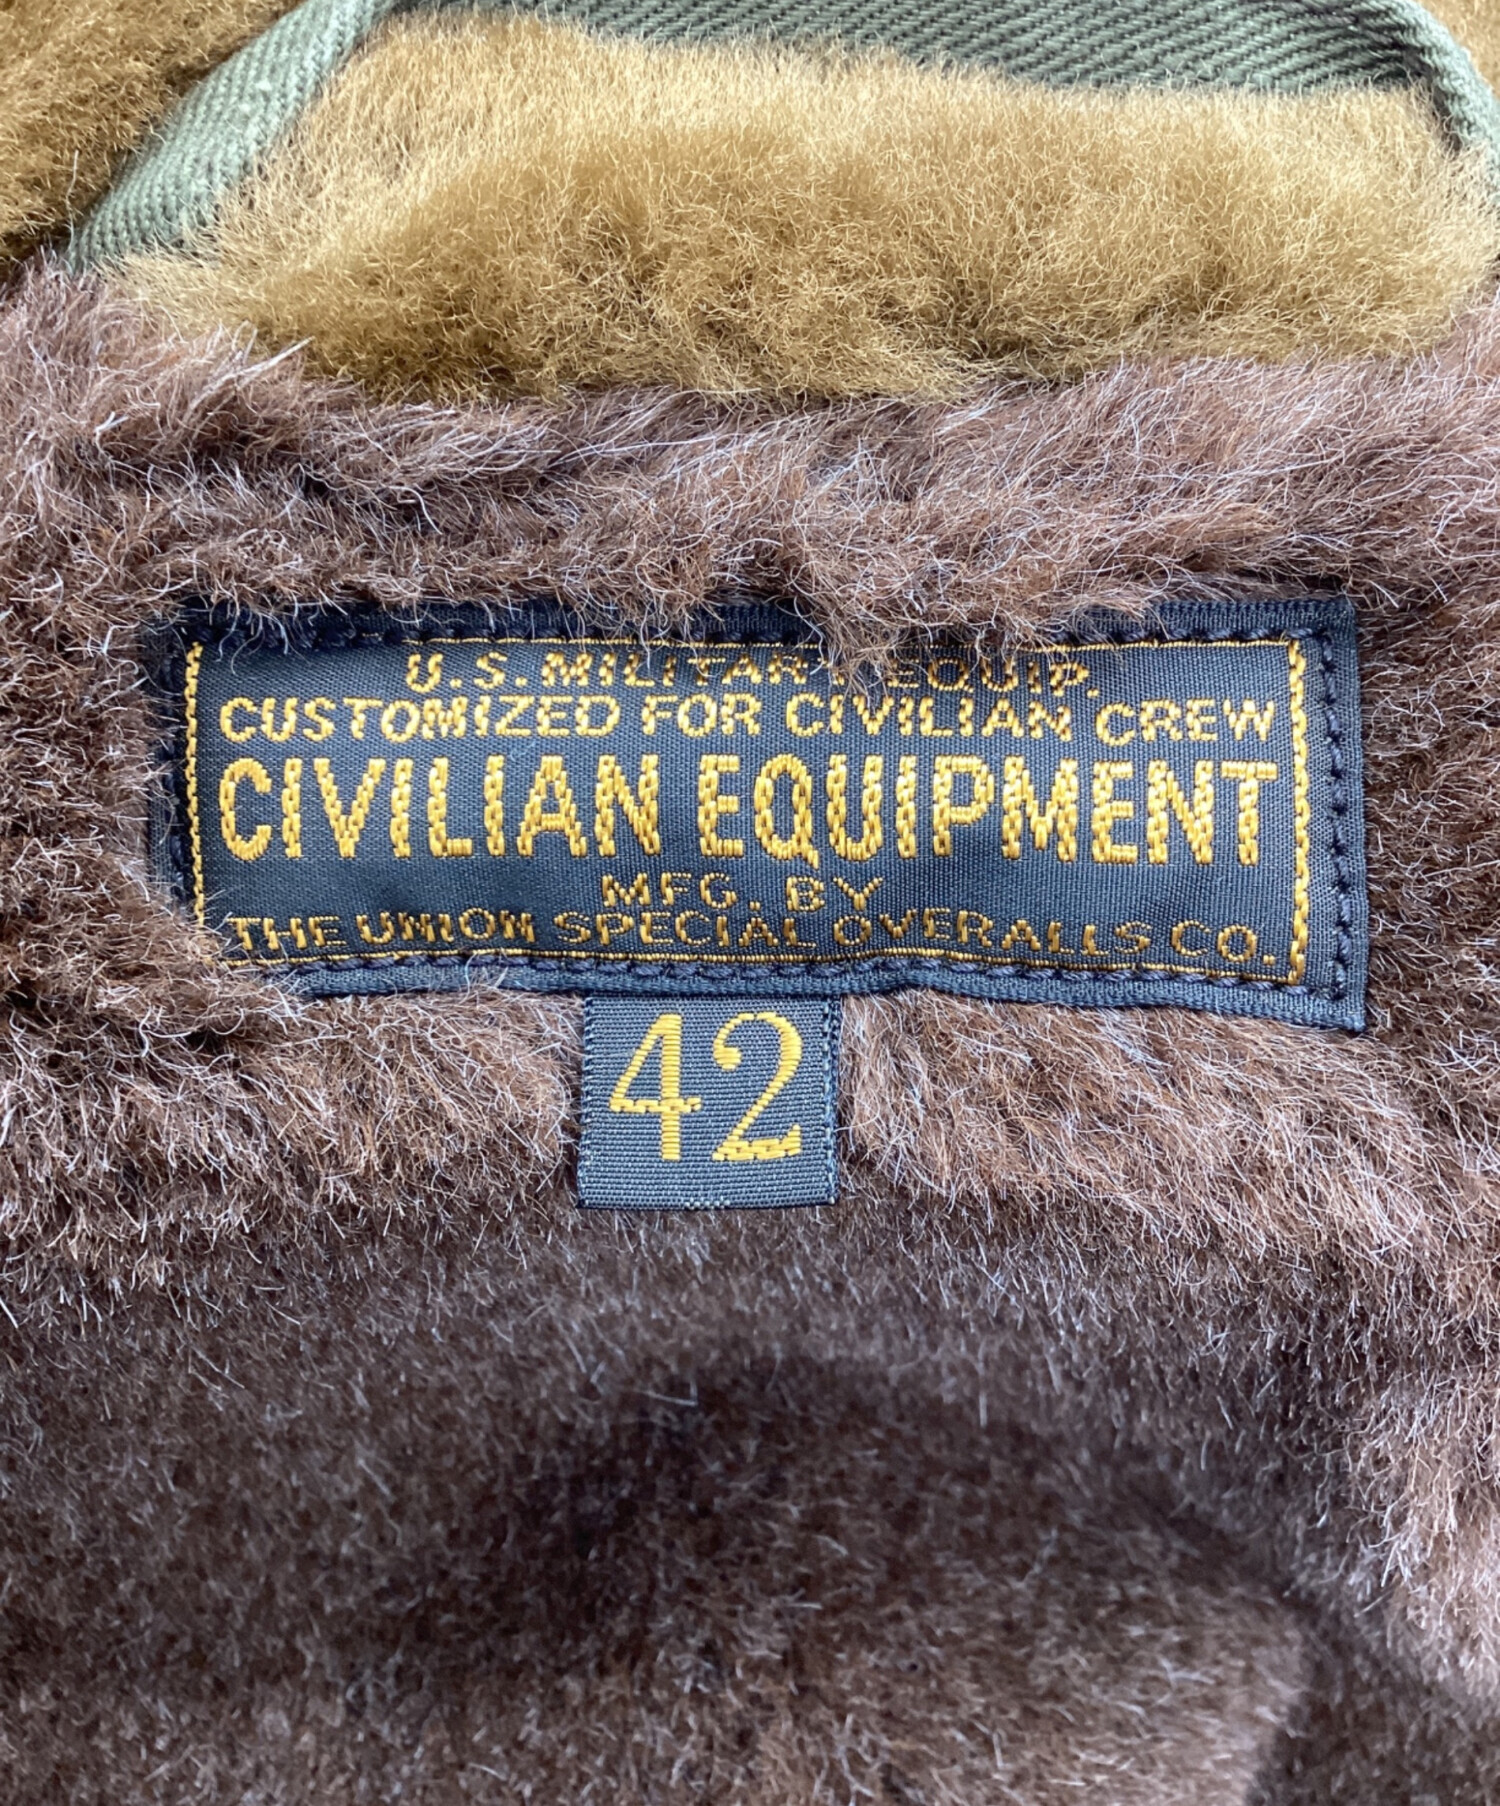 U.S. MILITARY EQUIP.
CUSTOMIZED FOR CIVILIAN CREW
CIVILIAN EQUIPMENT
MFG. BY
THE UNION SPECIAL OVERALLS CO.
42